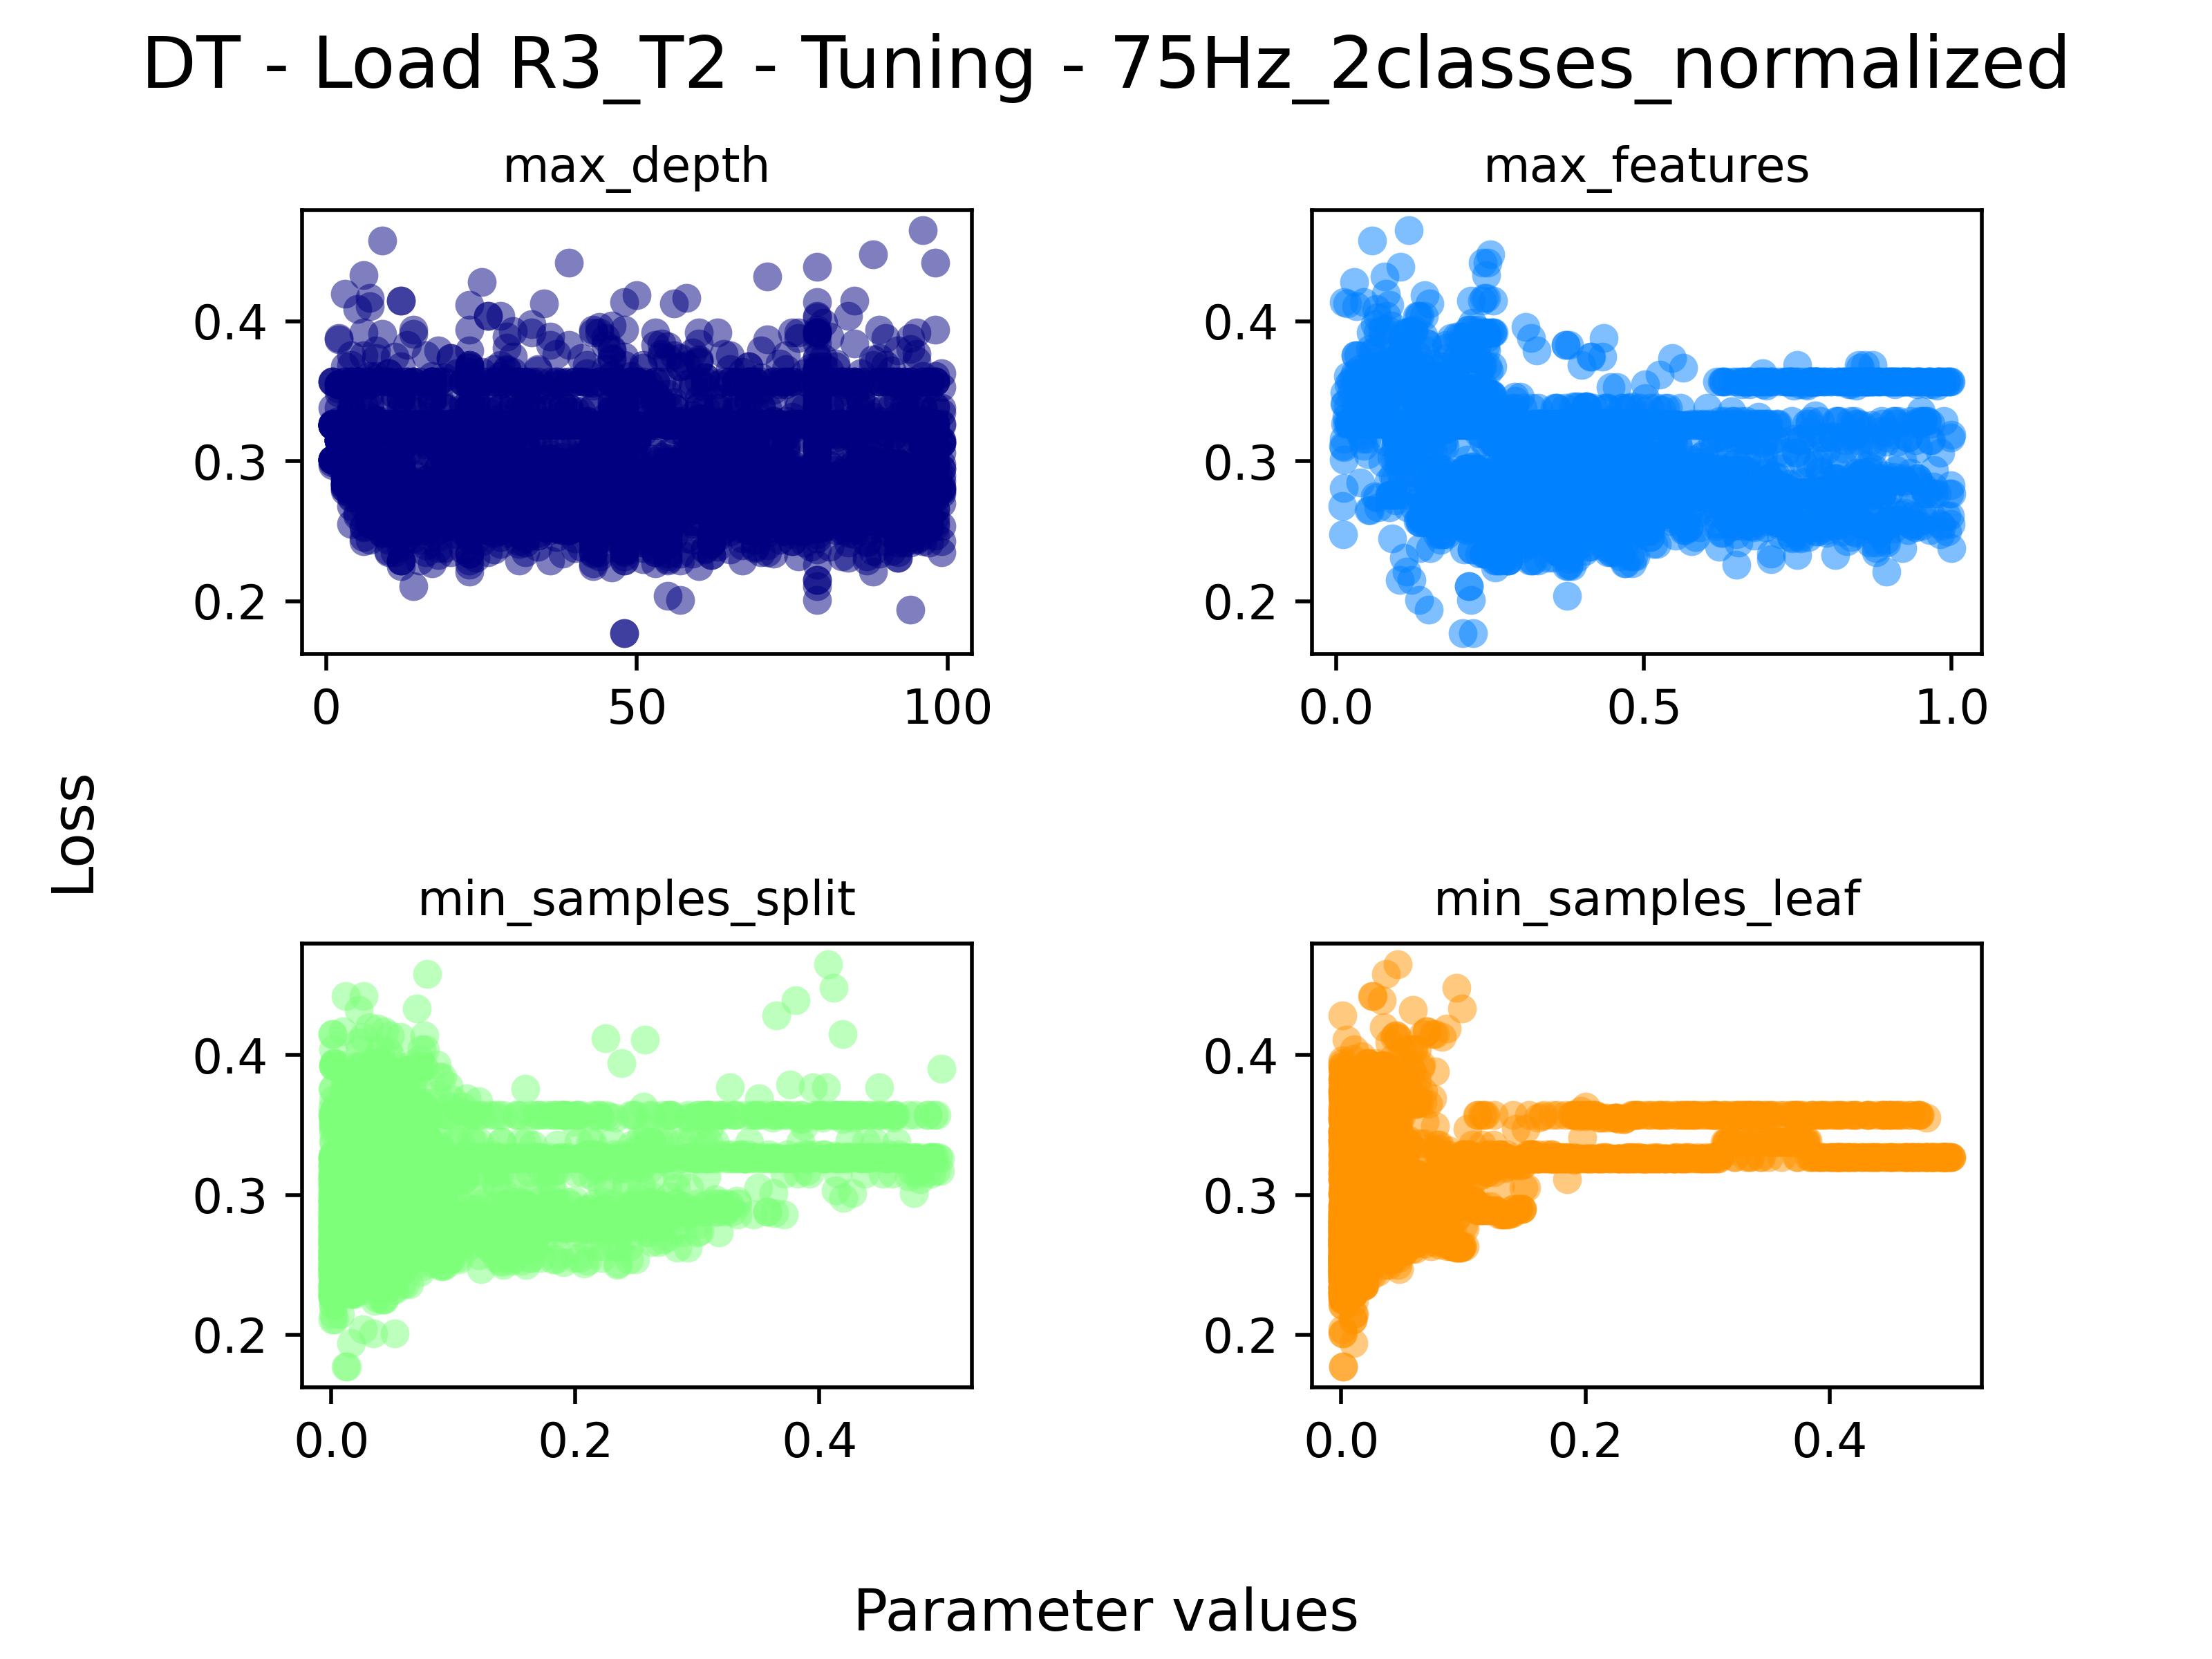 DT - Load R3_T2 - Tuning - 75Hz_2classes_normalized
max_depth
max_features
0.4
0.3
0.2
0 50 100
0.4
0.3
0.2
0.0 0.5 1.0
Loss
min_samples_split
min_samples_leaf
0.4
0.3
0.2
0.0 0.2 0.4
0.4
0.3
0.2
0.0 0.2 0.4
Parameter values